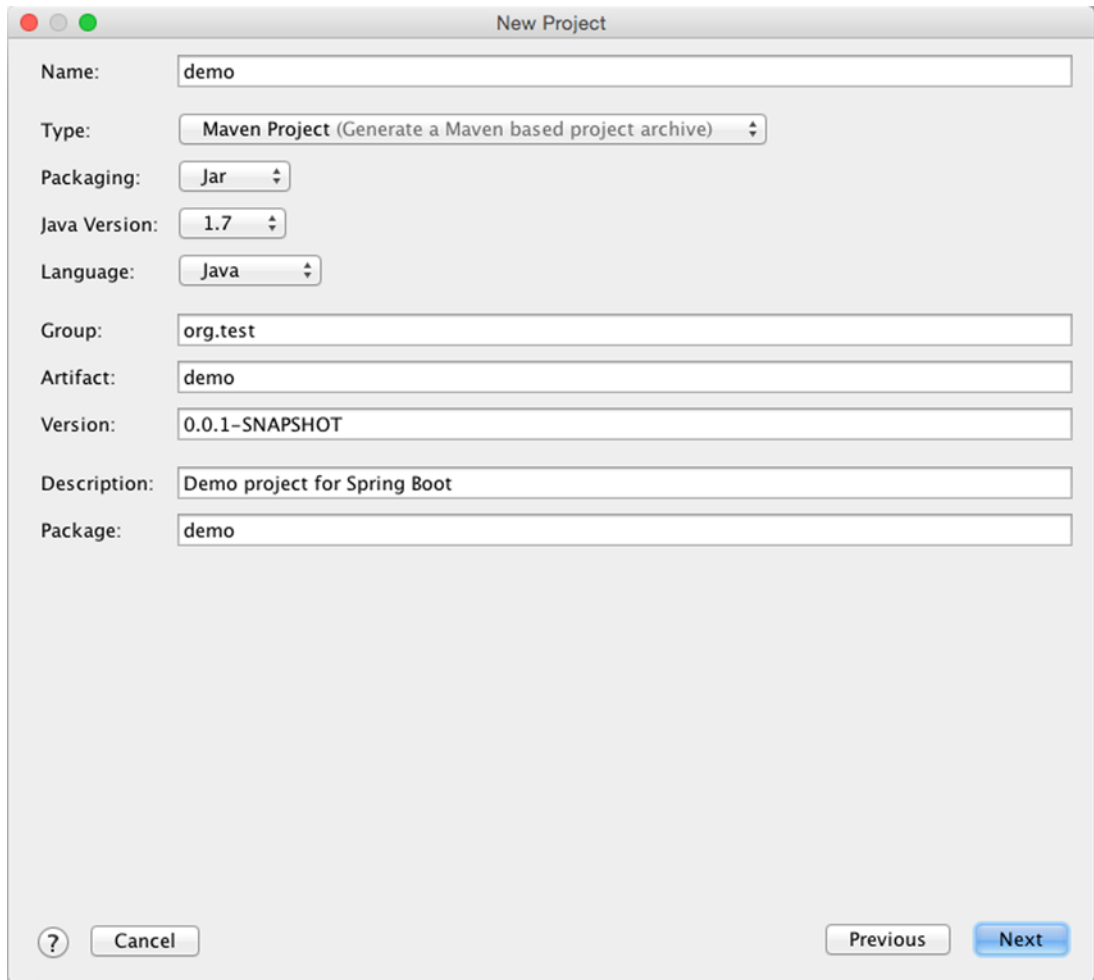 New Project
Name: demo
Type: Maven Project (Generate a Maven based project archive)
Packaging: Jar
Java Version: 1.7
Language: Java
Group: org.test
Artifact: demo
Version: 0.0.1-SNAPSHOT
Description: Demo project for Spring Boot
Package: demo
? Cancel Previous Next